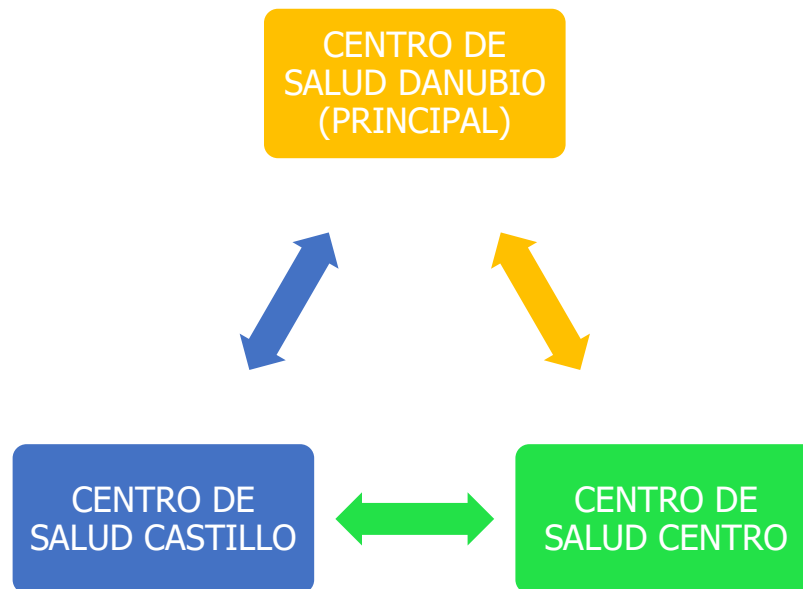 CENTRO DE
SALUD DANUBIO
(PRINCIPAL)
CENTRO DE
SALUD CASTILLO
CENTRO DE
SALUD CENTRO